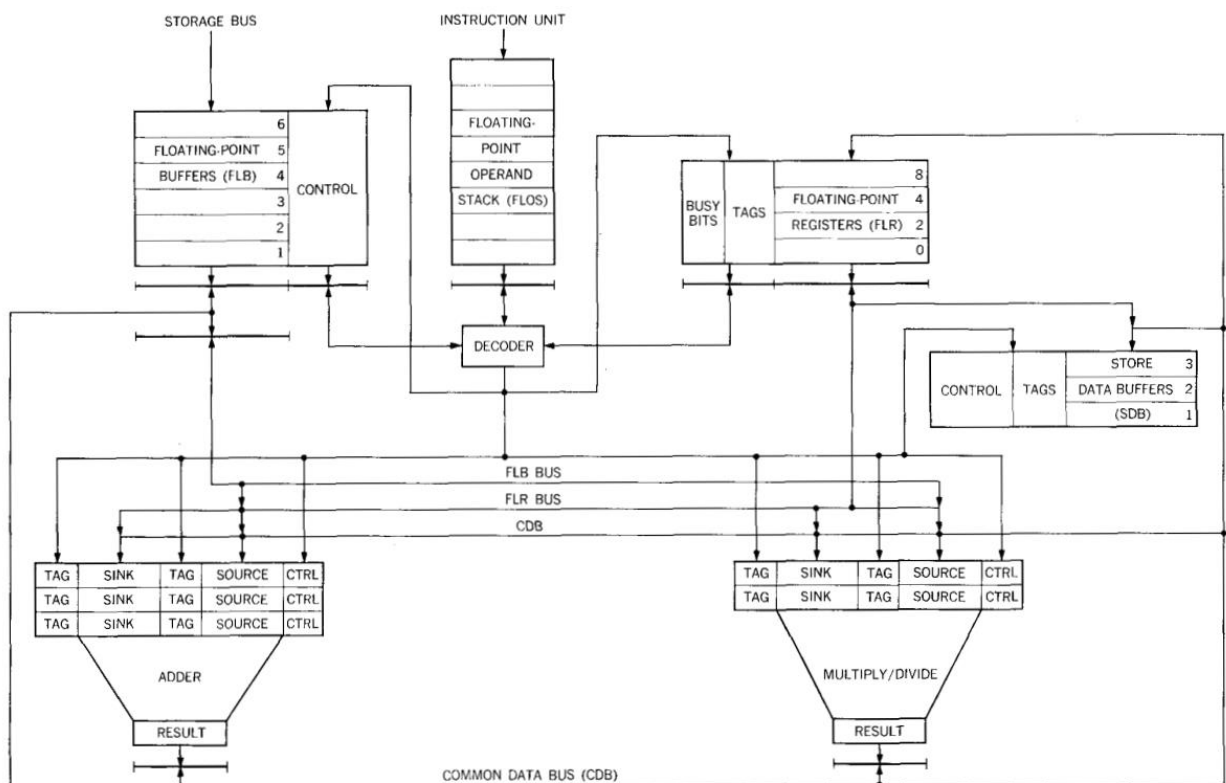 STORAGE BUS
INSTRUCTION UNIT
6
FLOATING-POINT 5
BUFFERS (FLB) 4
3
2
1
CONTROL
FLOATING-
POINT
OPERAND
STACK (FLOS)
BUSY
BITS
TAGS
8
FLOATING-POINT 4
REGISTERS (FLR) 2
0
DECODER
CONTROL
TAGS
STORE 3
DATA BUFFERS 2
(SDB) 1
FLB BUS
FLR BUS
CDB
TAG SINK TAG SOURCE CTRL
TAG SINK TAG SOURCE CTRL
TAG SINK TAG SOURCE CTRL
ADDER
RESULT
TAG SINK TAG SOURCE CTRL
TAG SINK TAG SOURCE CTRL
MULTIPLY/DIVIDE
RESULT
COMMON DATA BUS (CDB)